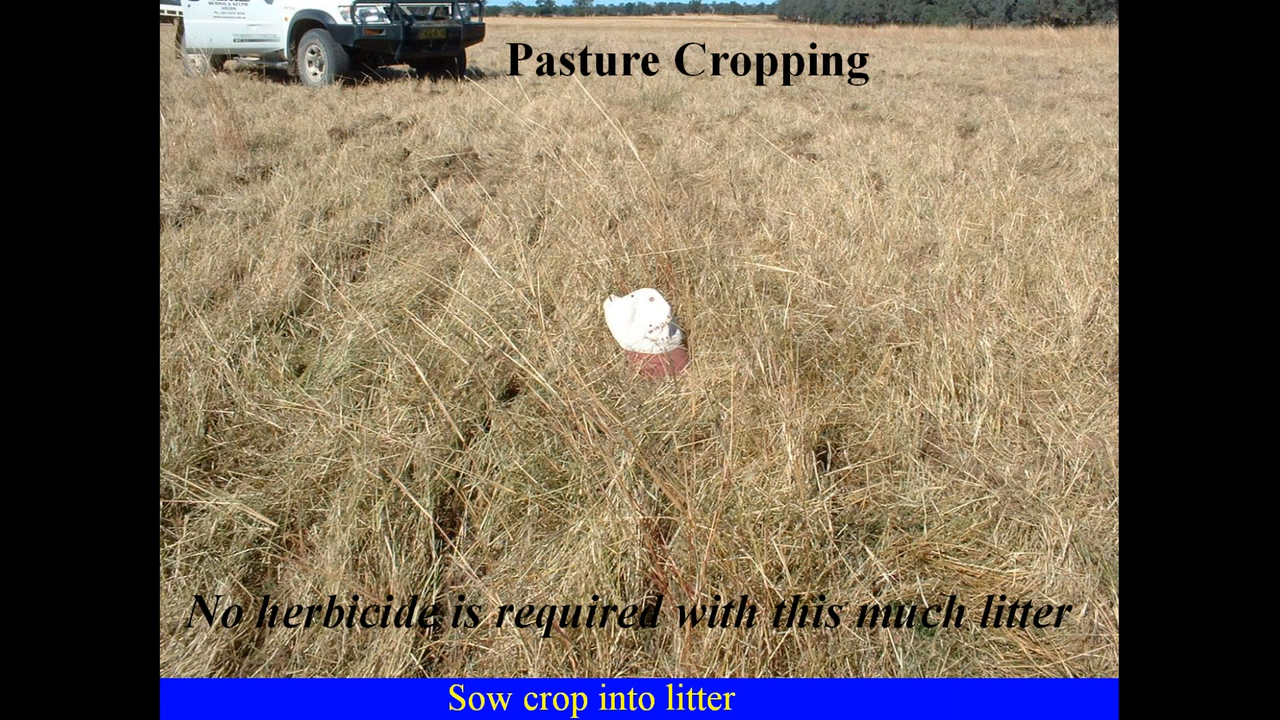 Pasture Cropping
No herbicide is required with this much litter
Sow crop into litter